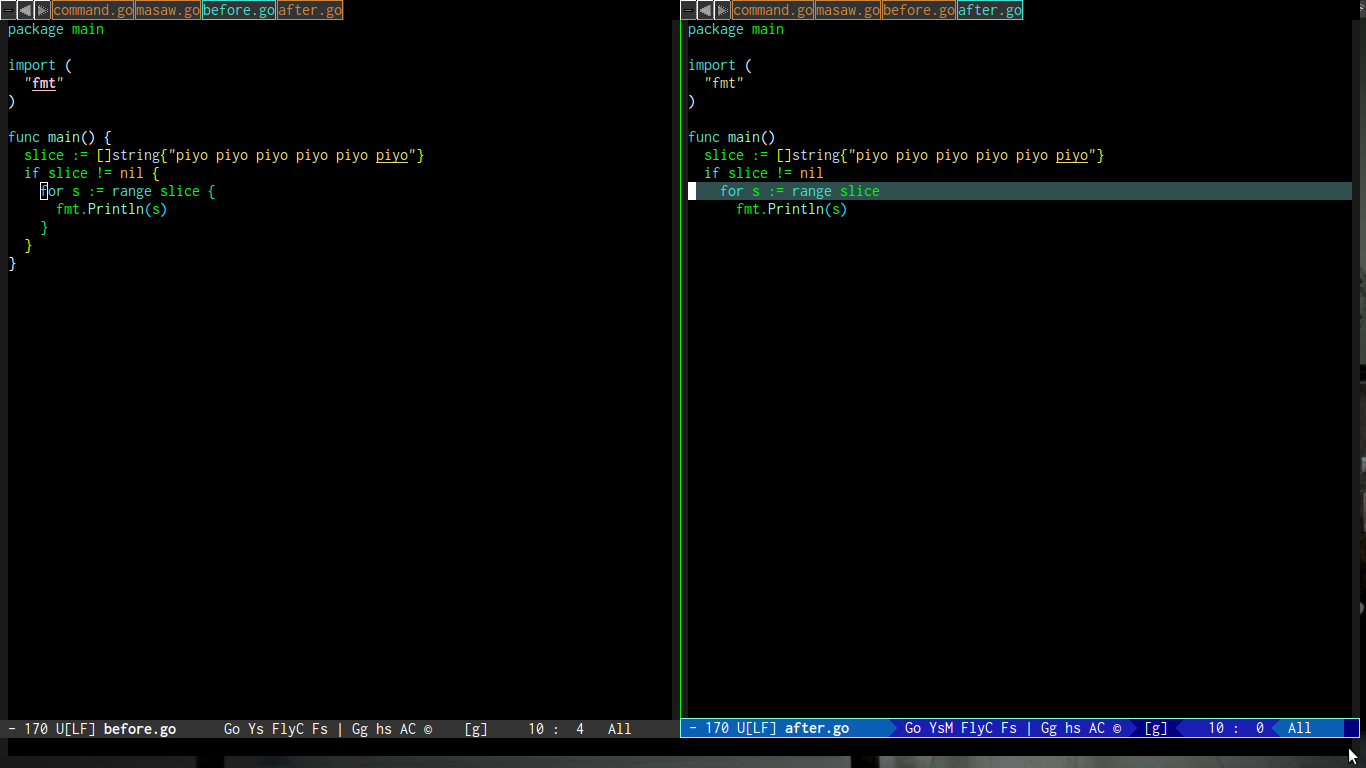 command.go masaw.go before.go after.go
package main
import (
"fmt"
)
func main() {
slice := []string{"piyo piyo piyo piyo piyo piyo"}
if slice != nil {
for s := range slice {
fmt.Println(s)
}
}
}
- 170 U[LF] before.go Go Ys FlyC Fs | Gg hs AC © [g] 10 : 4 All
command.go masaw.go before.go after.go
package main
import (
"fmt"
)
func main()
slice := []string{"piyo piyo piyo piyo piyo piyo"}
if slice != nil
for s := range slice
fmt.Println(s)
- 170 U[LF] after.go Go YsM FlyC Fs | Gg hs AC © [g] 10 : 0 All